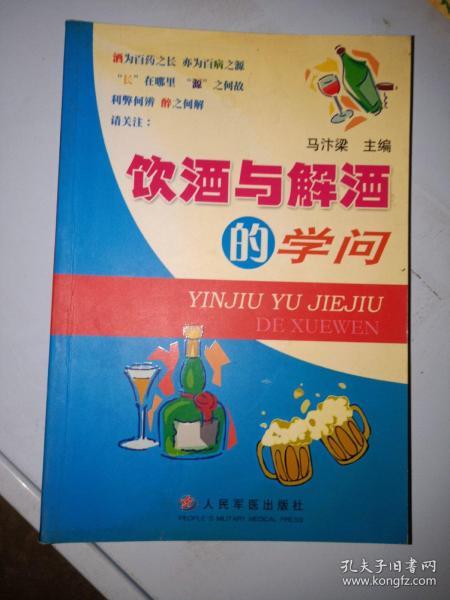 酒为百药之长 亦为百病之源
“长”在哪里 “源”之何故
利弊何辨 醉之何解
请关注：
马汴梁 主编
饮酒与解酒
的学问
YINJIU YU JIEJIU
DE XUEWEN
人民军医出版社
PEOPLE'S MILITARY MEDICAL PRESS
孔夫子旧书网
www.kongfz.com